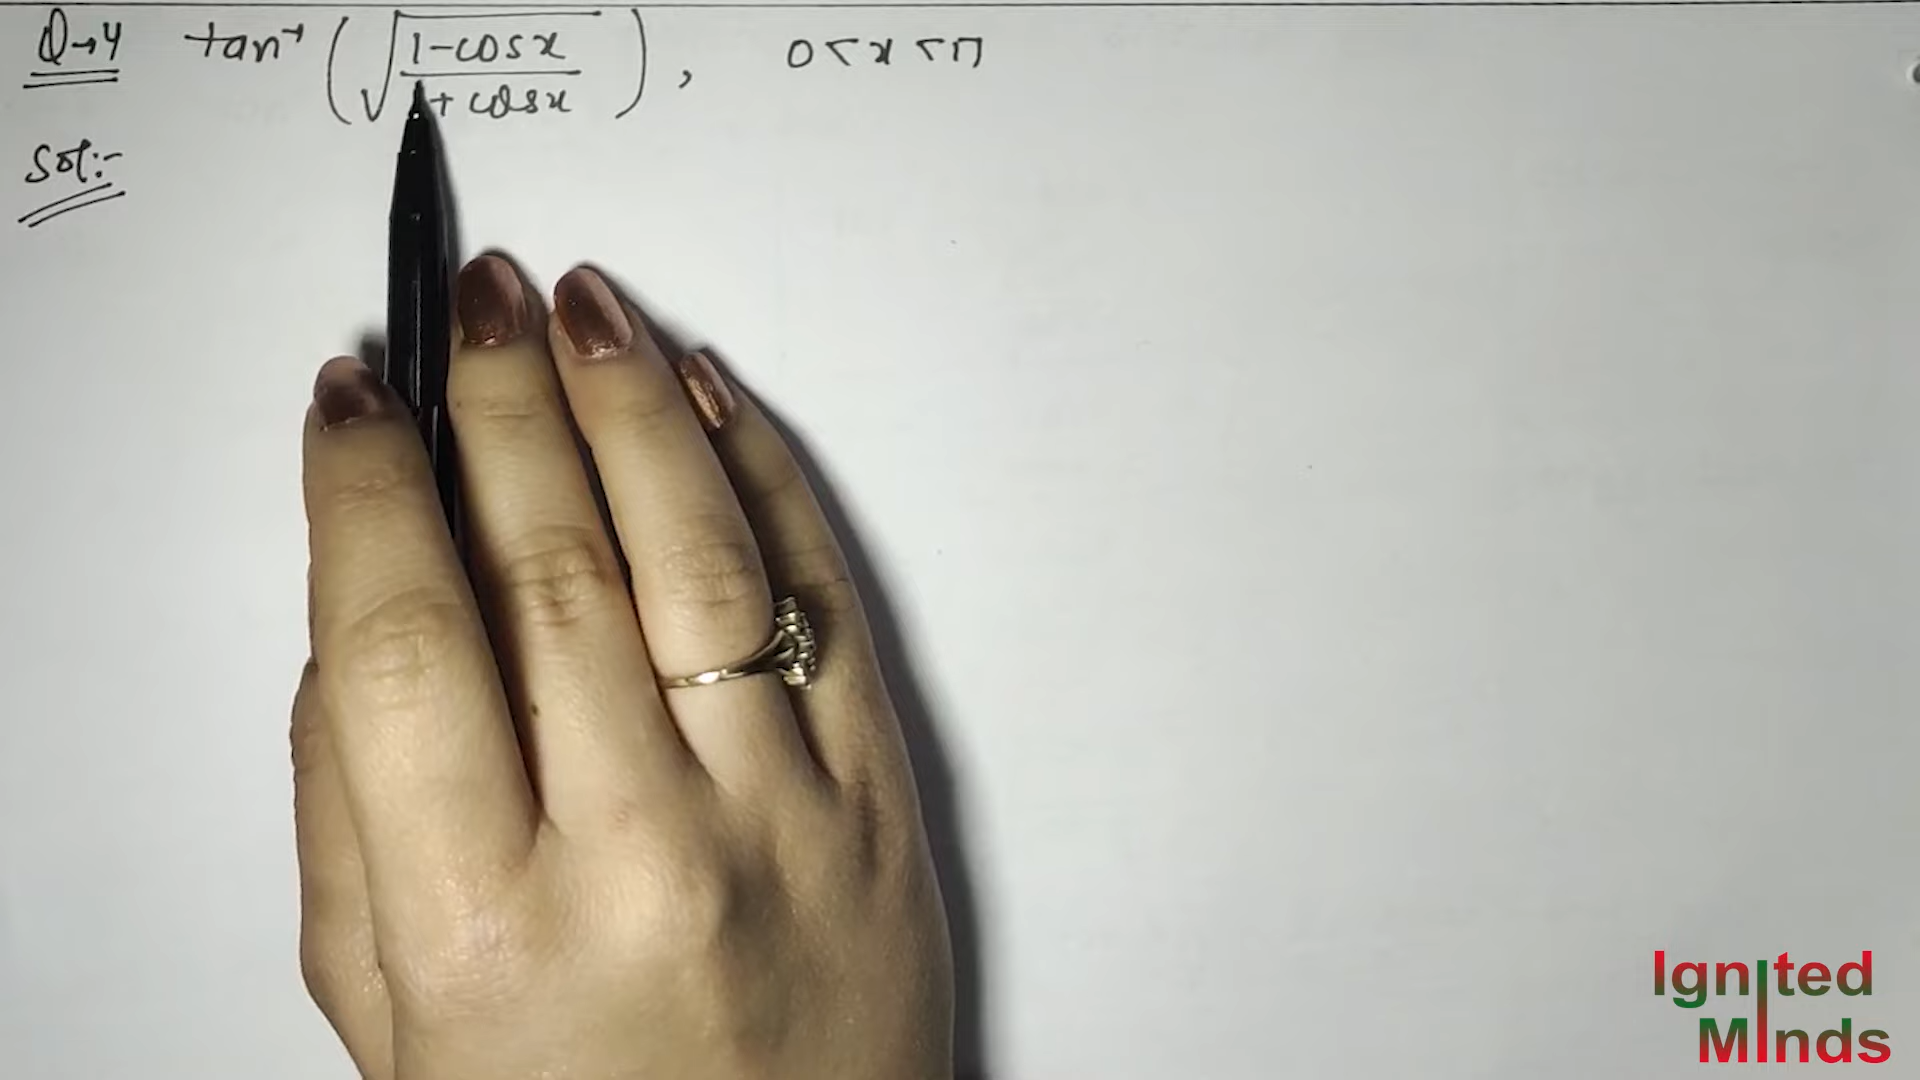 Q→4 tan⁻¹ (√(1-cosx / 1+cosx)), 0<x<π
Sol:-
Ignited
Minds